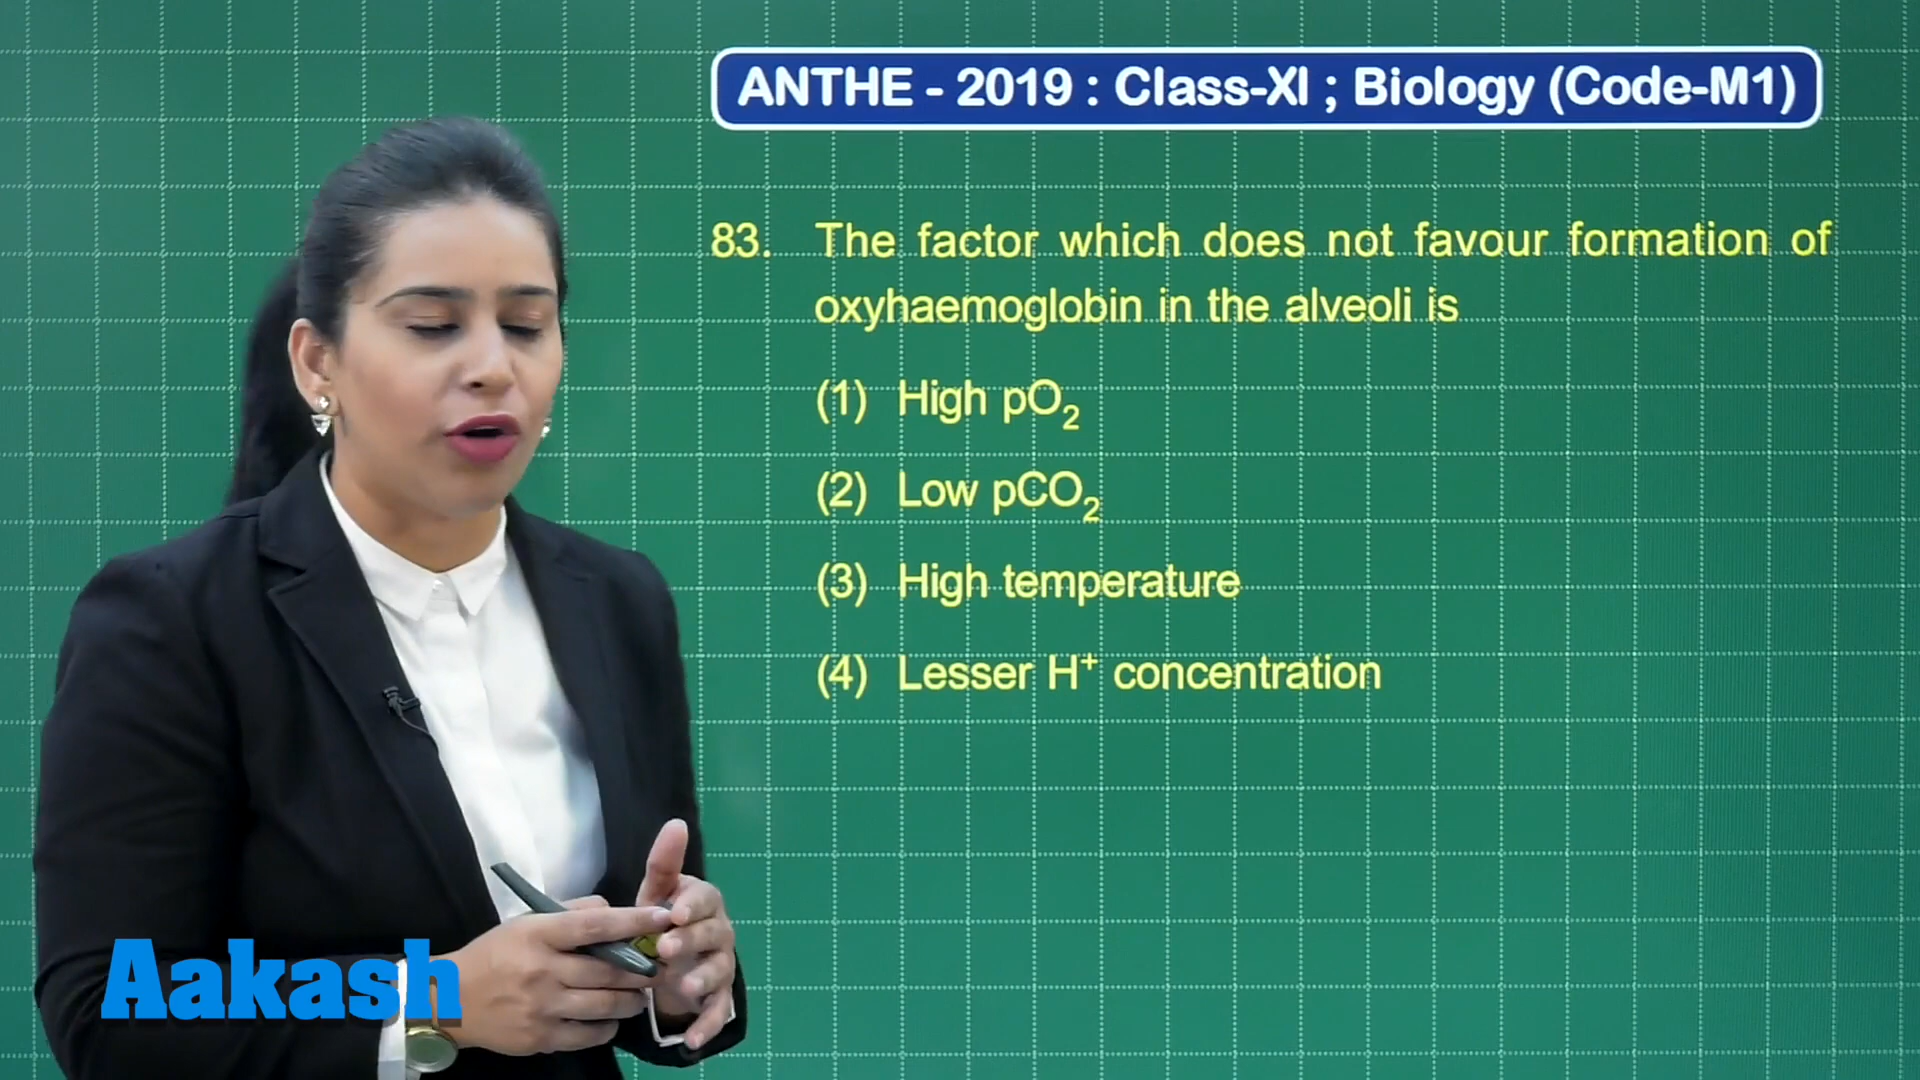 ANTHE - 2019 : Class-XI ; Biology (Code-M1)
83. The factor which does not favour formation of
oxyhaemoglobin in the alveoli is
(1) High pO₂
(2) Low pCO₂
(3) High temperature
(4) Lesser H⁺ concentration
Aakash